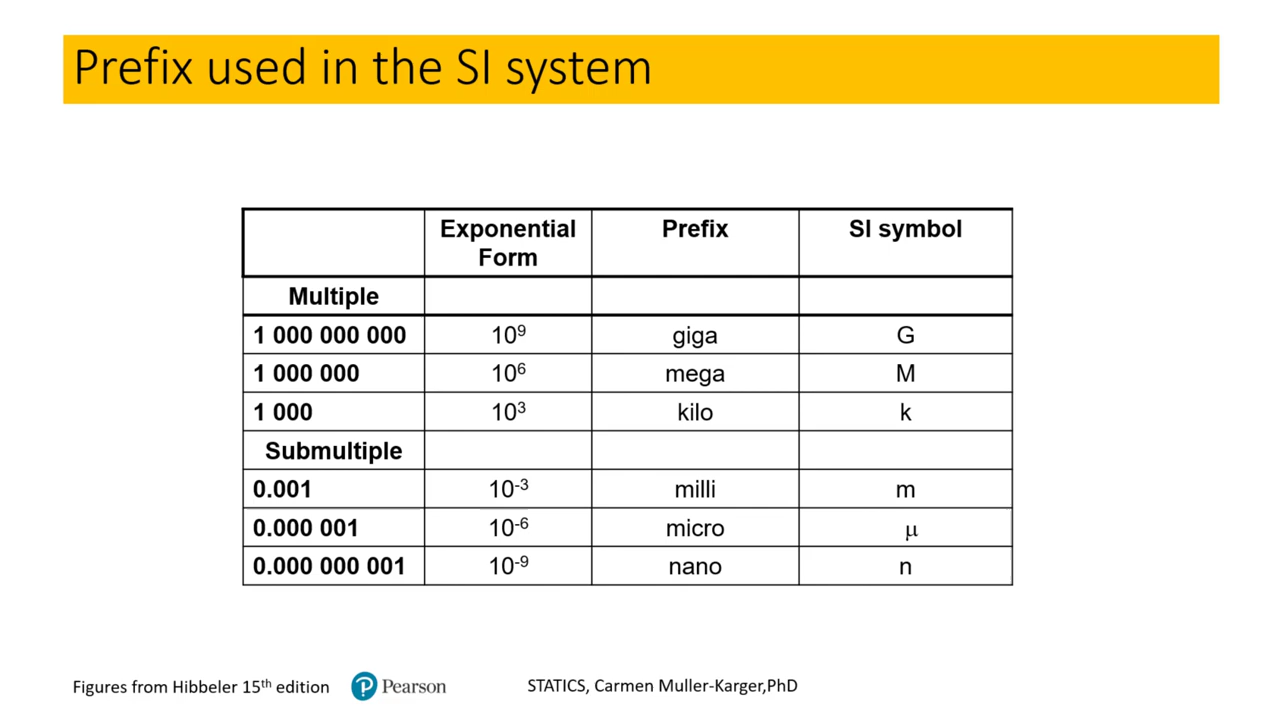 Prefix used in the SI system
Exponential Form Prefix SI symbol
Multiple
1 000 000 000 10⁹ giga G
1 000 000 10⁶ mega M
1 000 10³ kilo k
Submultiple
0.001 10⁻³ milli m
0.000 001 10⁻⁶ micro μ
0.000 000 001 10⁻⁹ nano n
Figures from Hibbeler 15ᵗʰ edition P Pearson STATICS, Carmen Muller-Karger,PhD